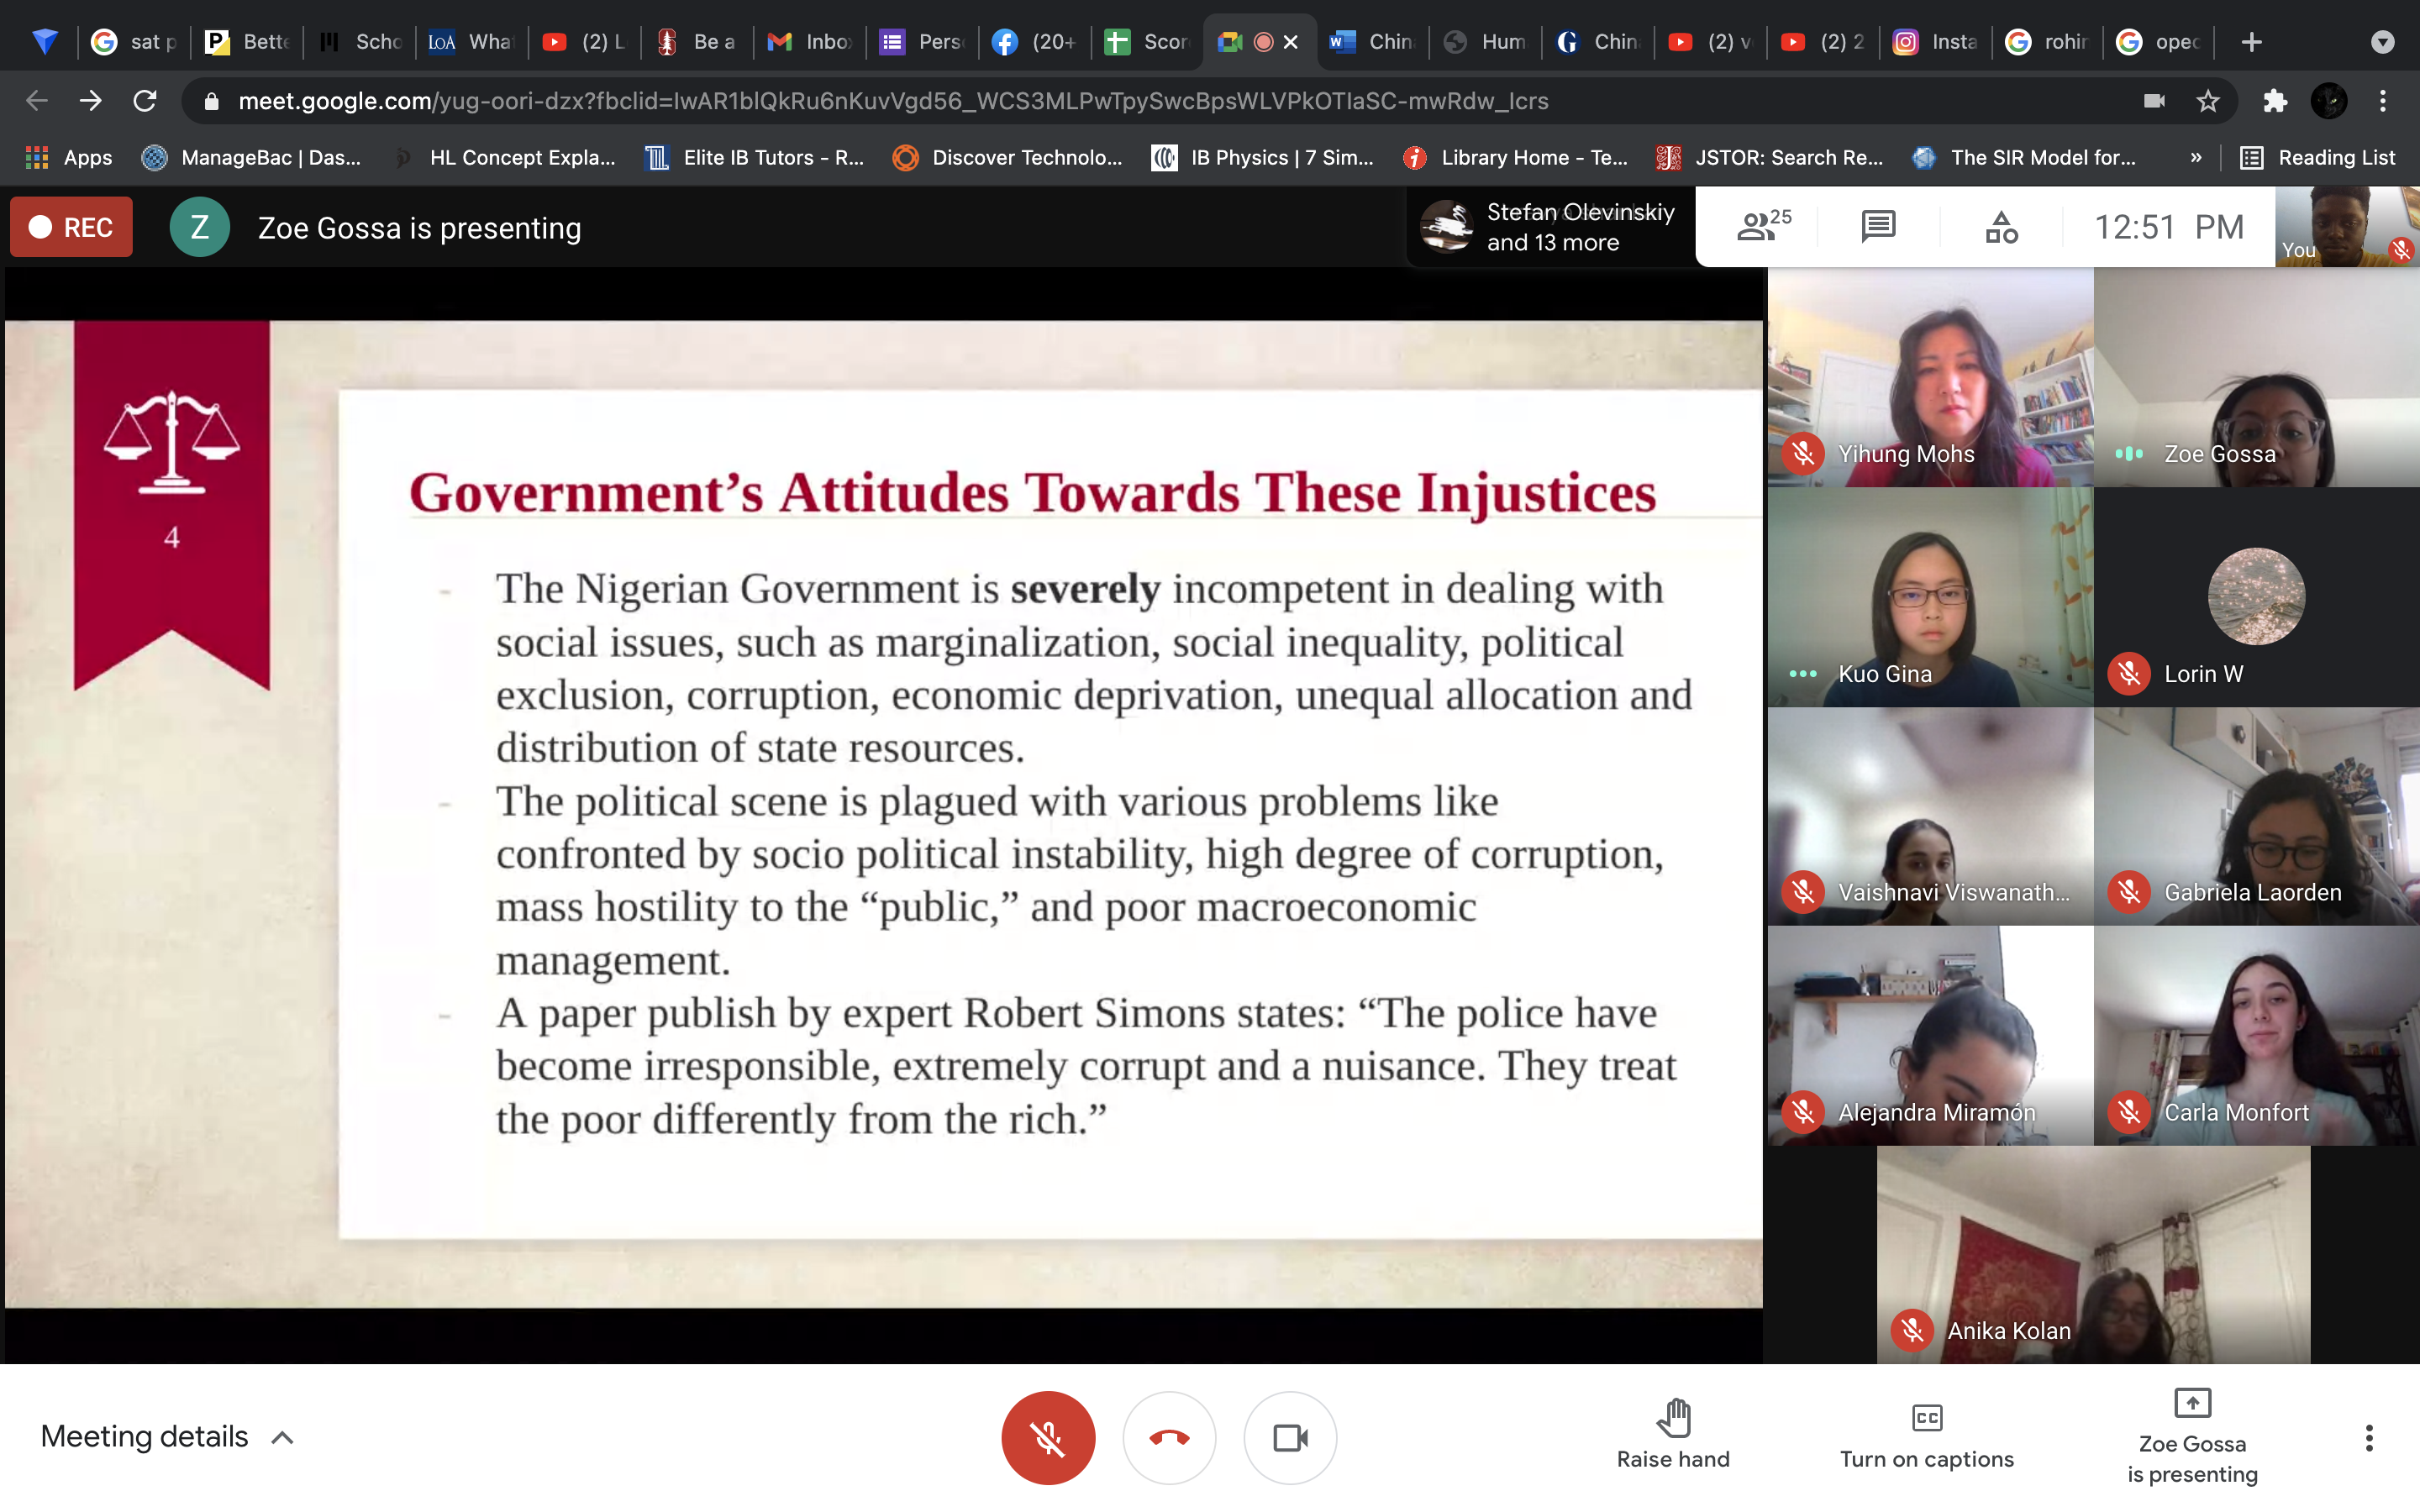 sat p
Bette
Scho
LOA
Wha
(2) L
Be a
Inbo
Pers
(20+
Scor
Chin
Hum
Chin
(2) v
(2) 2
Insta
rohin
opec
meet.google.com/yug-oori-dzx?fbclid=IwAR1blQkRu6nKuvVgd56_WCS3MLPwTpySwcBpsWLVPkOTIaSC-mwRdw_Icrs
Apps
ManageBac | Das...
HL Concept Expla...
Elite IB Tutors - R...
Discover Technolo...
IB Physics | 7 Sim...
Library Home - Te...
JSTOR: Search Re...
The SIR Model for...
»
Reading List
REC
Z
Zoe Gossa is presenting
Stefan Olevinskiy
and 13 more
25
12:51 PM
You
4
Government’s Attitudes Towards These Injustices
- The Nigerian Government is severely incompetent in dealing with
social issues, such as marginalization, social inequality, political
exclusion, corruption, economic deprivation, unequal allocation and
distribution of state resources.
- The political scene is plagued with various problems like
confronted by socio political instability, high degree of corruption,
mass hostility to the “public,” and poor macroeconomic
management.
- A paper publish by expert Robert Simons states: “The police have
become irresponsible, extremely corrupt and a nuisance. They treat
the poor differently from the rich.”
Yihung Mohs
Zoe Gossa
Kuo Gina
Lorin W
Vaishnavi Viswanath...
Gabriela Laorden
Alejandra Miramón
Carla Monfort
Anika Kolan
Meeting details
Raise hand
CC
Turn on captions
Zoe Gossa
is presenting